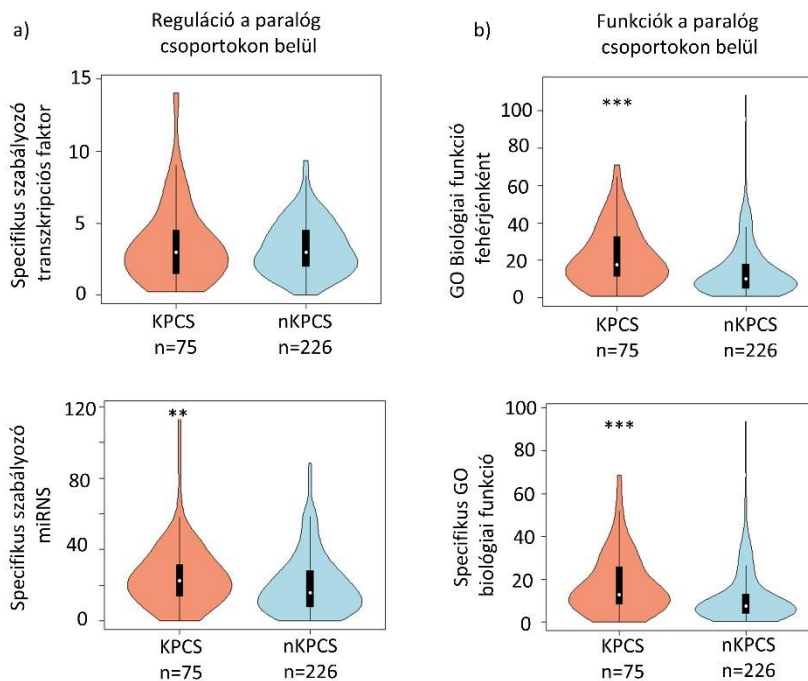 a)
Reguláció a paralóg
csoportokon belül
Specifikus szabályozó
transzkripciós faktor
15
10
5
0
KPCS
n=75
nKPCS
n=226
Specifikus szabályozó
miRNS
120
80
40
0
**
KPCS
n=75
nKPCS
n=226
b)
Funkciók a paralóg
csoportokon belül
GO Biológiai funkció
fehérjénként
100
80
60
40
20
0
***
KPCS
n=75
nKPCS
n=226
Specifikus GO
biológiai funkció
100
80
60
40
20
0
***
KPCS
n=75
nKPCS
n=226